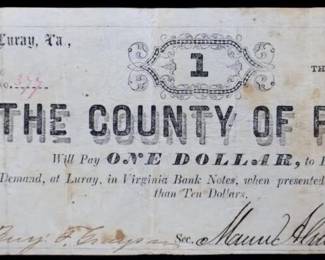 Luray, Va,
1
TH
THE COUNTY OF P
Will Pay ONE DOLLAR, to
Demand, at Luray, in Virginia Bank Notes, when presented
than Ten Dollars.
Sec.